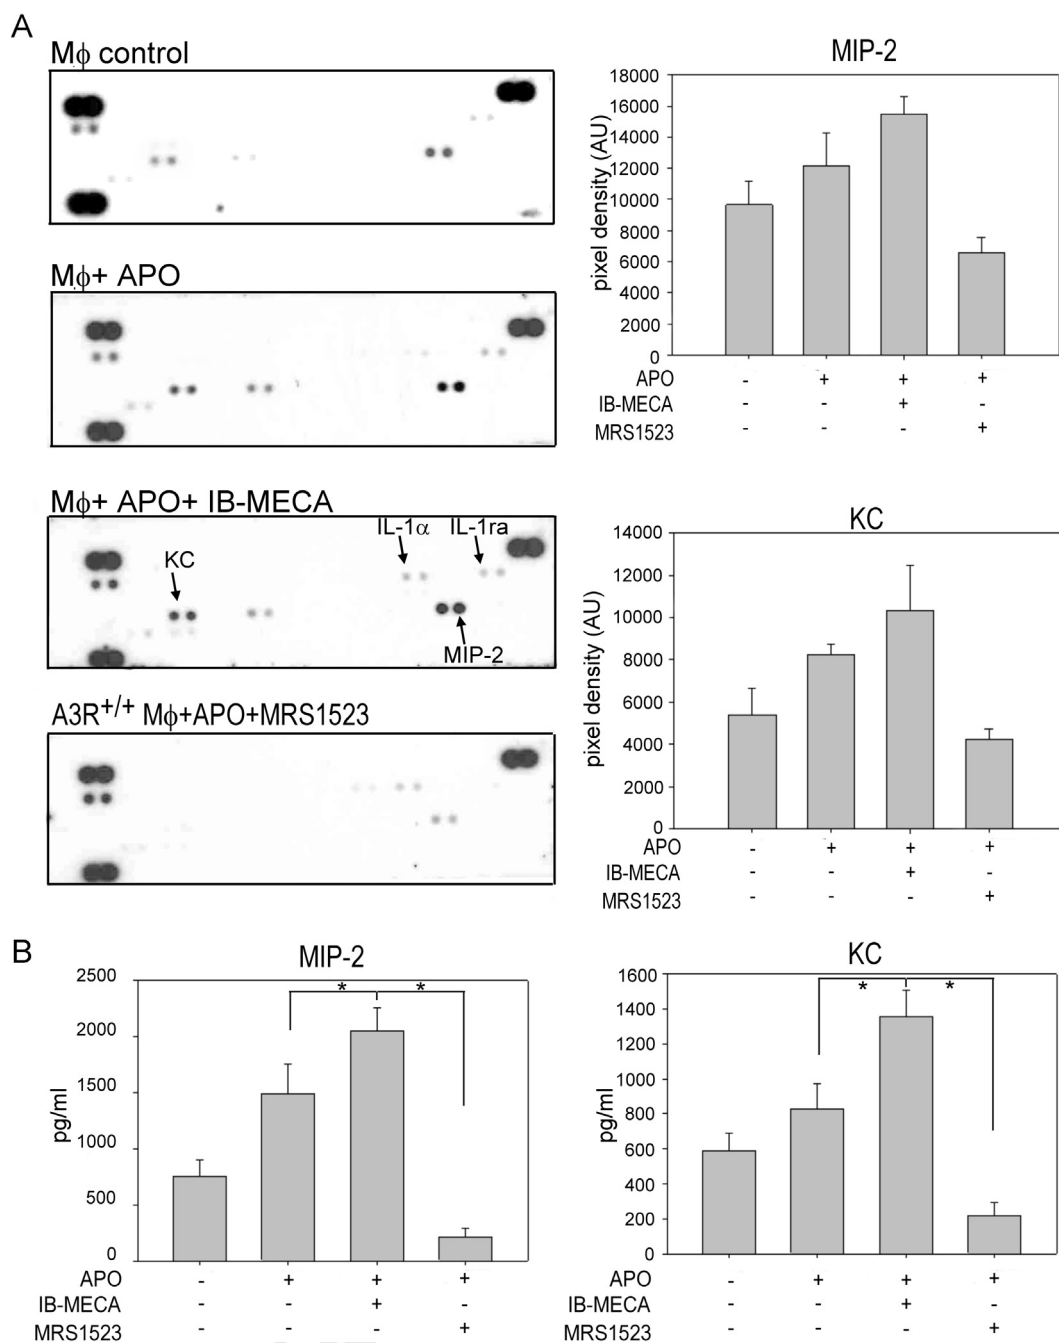 A
Mϕ control
Mϕ+ APO
Mϕ+ APO+ IB-MECA
KC
IL-1α
IL-1ra
MIP-2
A3R+/+ Mϕ+APO+MRS1523
MIP-2
pixel density (AU)
18000
16000
14000
12000
10000
8000
6000
4000
2000
0
APO - + + +
IB-MECA - - + -
MRS1523 - - - +
KC
pixel density (AU)
14000
12000
10000
8000
6000
4000
2000
0
APO - + + +
IB-MECA - - + -
MRS1523 - - - +
B
MIP-2
pg/ml
2500
2000
1500
1000
500
0
* *
APO - + + +
IB-MECA - - + -
MRS1523 - - - +
KC
pg/ml
1600
1400
1200
1000
800
600
400
200
0
* *
APO - + + +
IB-MECA - - + -
MRS1523 - - - +